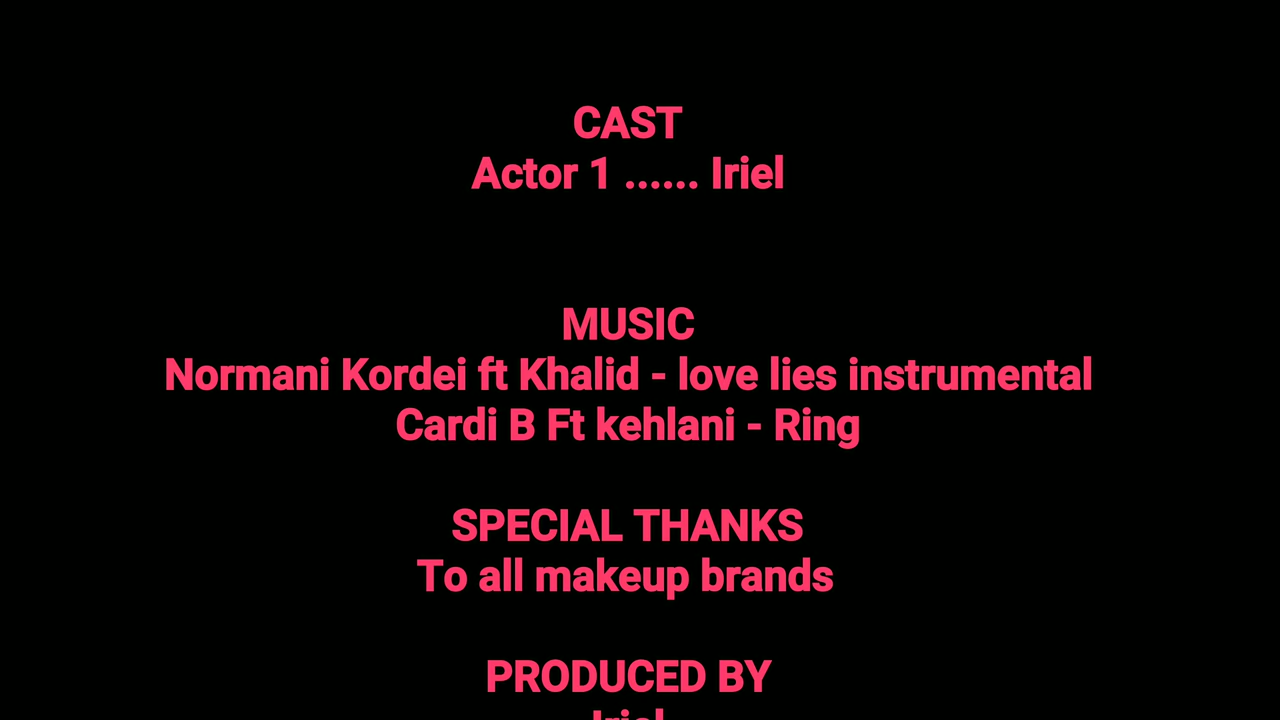 CAST
Actor 1 ...... Iriel
MUSIC
Normani Kordei ft Khalid - love lies instrumental
Cardi B Ft kehlani - Ring
SPECIAL THANKS
To all makeup brands
PRODUCED BY
Iriel